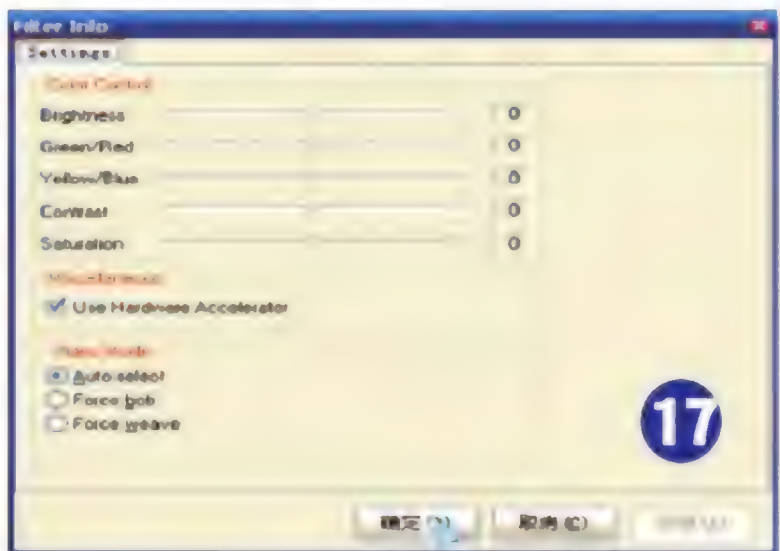 Filter Info
Settings
Color Control
Brightness 0
Green/Red 0
Yellow/Blue 0
Contrast 0
Saturation 0
Miscellaneous
Use Hardware Accelerator
Auto select
Force bob
Force weave
17
確定
取消(C)